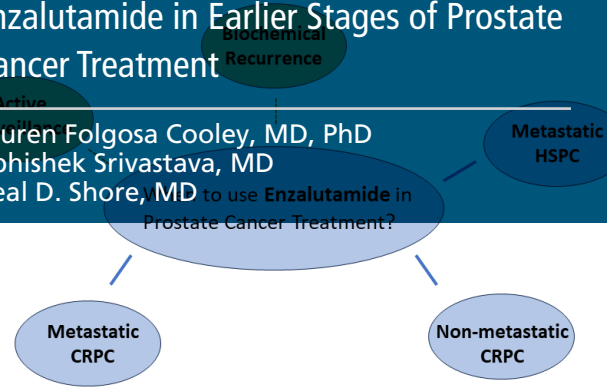 nzalutamide in Earlier Stages of Prostate
ancer Treatment
Biochemical
Recurrence
Active
uren Folgosa Cooley, MD, PhD
bhishek Srivastava, MD
eal D. Shore, MD
Metastatic
HSPC
When to use Enzalutamide in
Prostate Cancer Treatment?
Metastatic
CRPC
Non-metastatic
CRPC